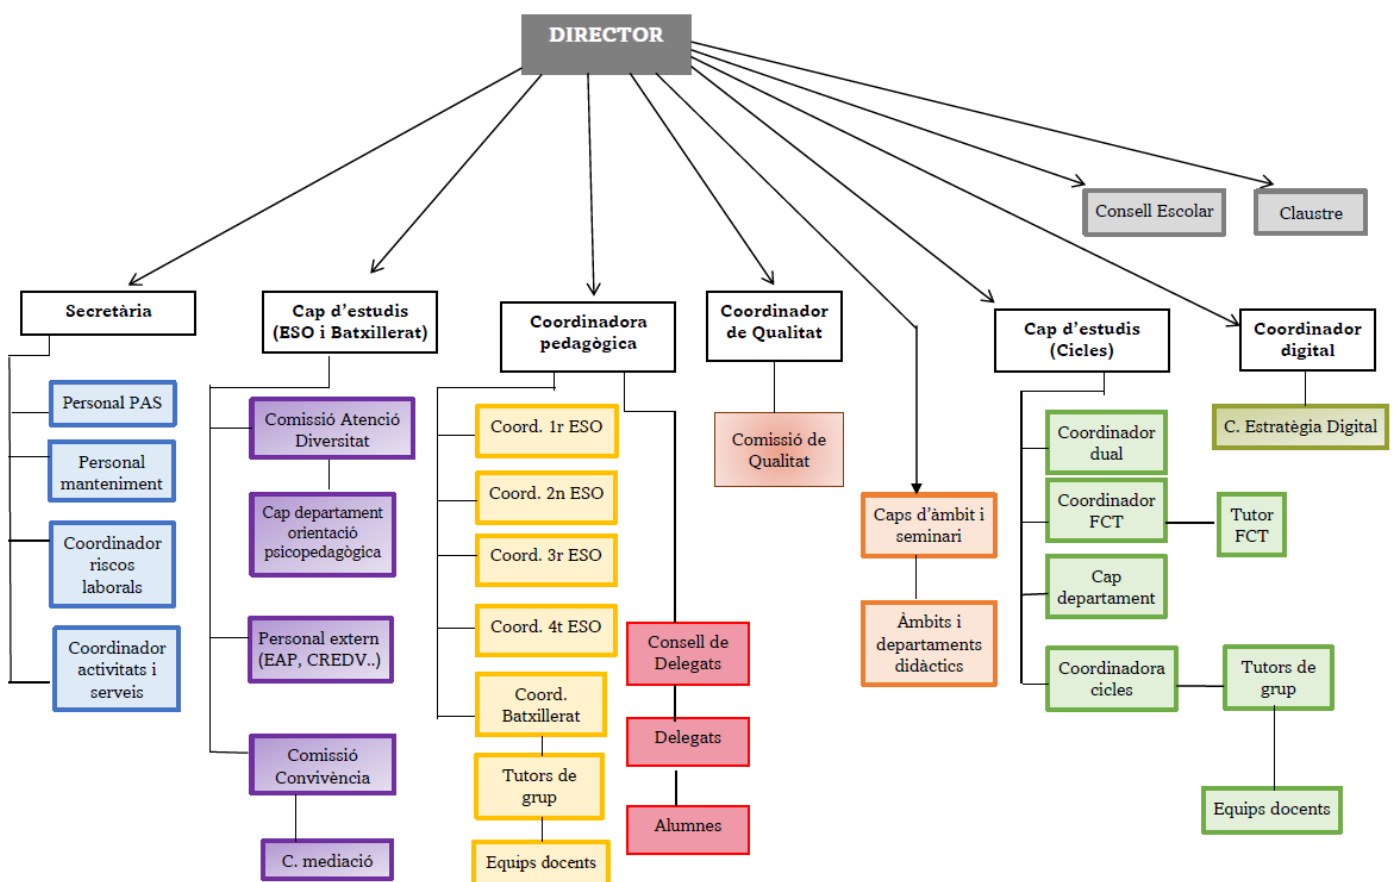 DIRECTOR
Consell Escolar
Claustre
Secretària
Cap d'estudis
(ESO i Batxillerat)
Coordinadora
pedagògica
Coordinador
de Qualitat
Cap d'estudis
(Cicles)
Coordinador
digital
Personal PAS
Personal
manteniment
Coordinador
riscos
laborals
Coordinador
activitats i
serveis
Comissió Atenció
Diversitat
Cap departament
orientació
psicopedagògica
Personal extern
(EAP, CREDV..)
Comissió
Convivència
C. mediació
Coord. 1r ESO
Coord. 2n ESO
Coord. 3r ESO
Coord. 4t ESO
Coord.
Batxillerat
Tutors de
grup
Equips docents
Consell de
Delegats
Delegats
Alumnes
Comissió de
Qualitat
Caps d'àmbit i
seminari
Àmbits i
departaments
didàctics
Coordinador
dual
Coordinador
FCT
Tutor
FCT
Cap
departament
Coordinadora
cicles
Tutors de
grup
Equips docents
C. Estratègia Digital